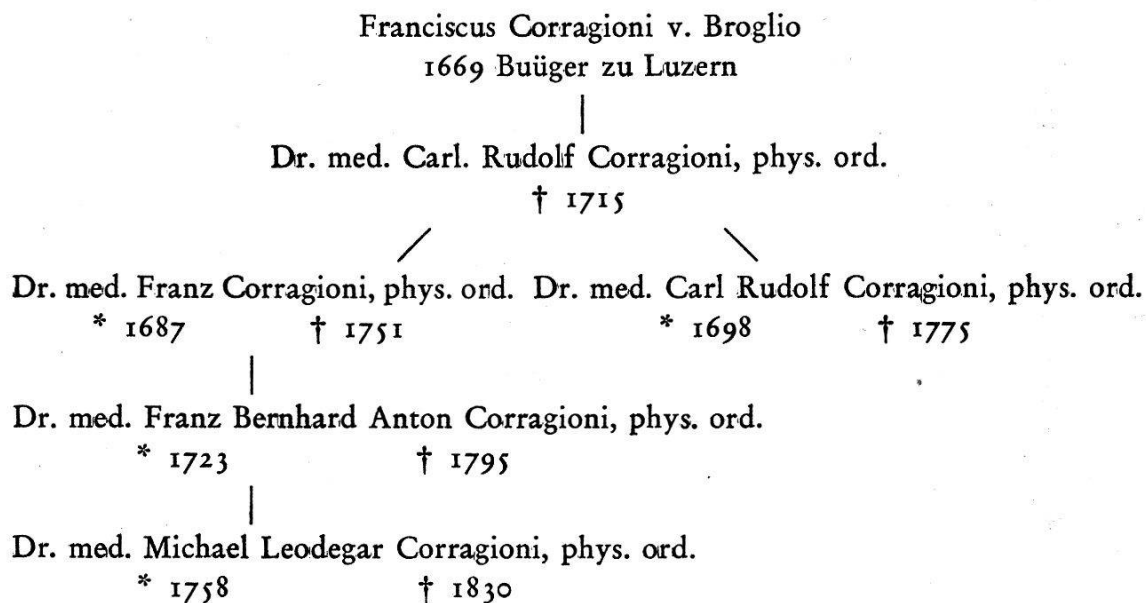 Franciscus Corragioni v. Broglio
1669 Buüger zu Luzern
Dr. med. Carl. Rudolf Corragioni, phys. ord.
† 1715
Dr. med. Franz Corragioni, phys. ord. Dr. med. Carl Rudolf Corragioni, phys. ord.
* 1687 † 1751 * 1698 † 1775
Dr. med. Franz Bernhard Anton Corragioni, phys. ord.
* 1723 † 1795
Dr. med. Michael Leodegar Corragioni, phys. ord.
* 1758 † 1830